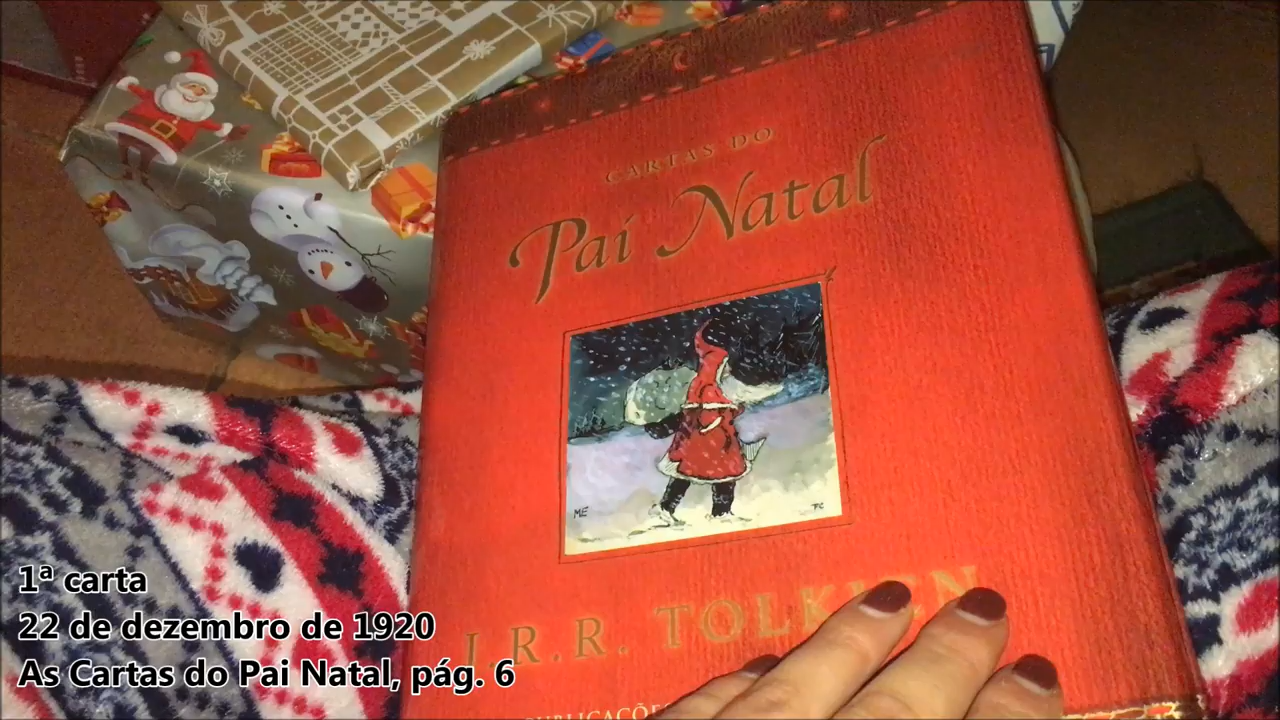 CARTAS DO
Pai Natal
ME
FC
J.R.R. TOLKIEN
PUBLICAÇÕES
1ª carta
22 de dezembro de 1920
As Cartas do Pai Natal, pág. 6